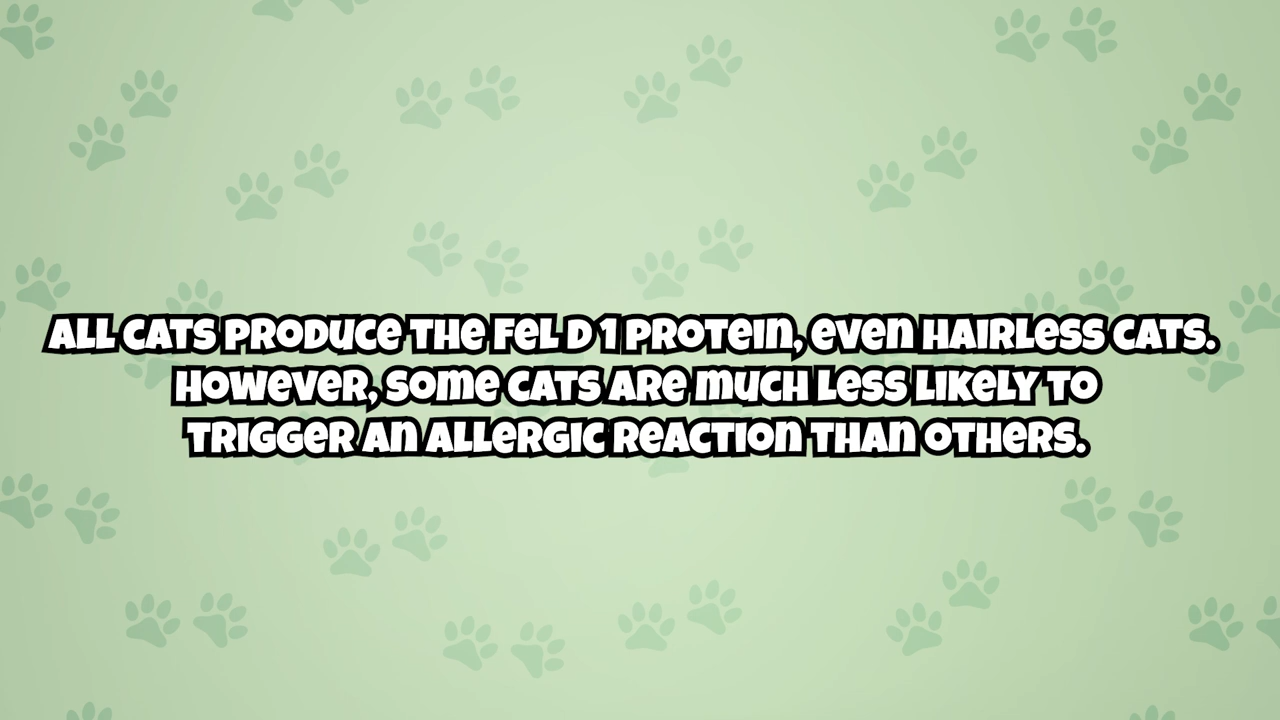 All cats produce the Fel d 1 protein, even hairless cats.
However, some cats are much less likely to
trigger an allergic reaction than others.